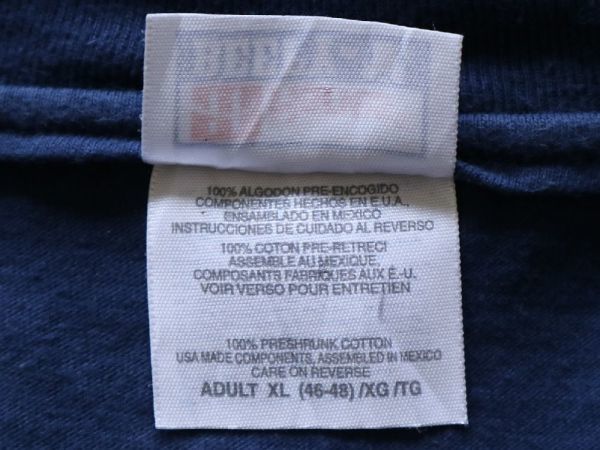 100% ALGODON PRE-ENCOGIDO
COMPONENTES HECHOS EN E.U.A.,
ENSAMBLADO EN MEXICO
INSTRUCCIONES DE CUIDADO AL REVERSO
100% COTON PRE-RETRECI
ASSEMBLE AU MEXIQUE,
COMPOSANTS FABRIQUES AUX É.-U.
VOIR VERSO POUR ENTRETIEN
100% PRESHRUNK COTTON
USA MADE COMPONENTS, ASSEMBLED IN MEXICO
CARE ON REVERSE
ADULT XL (46-48) /XG /TG